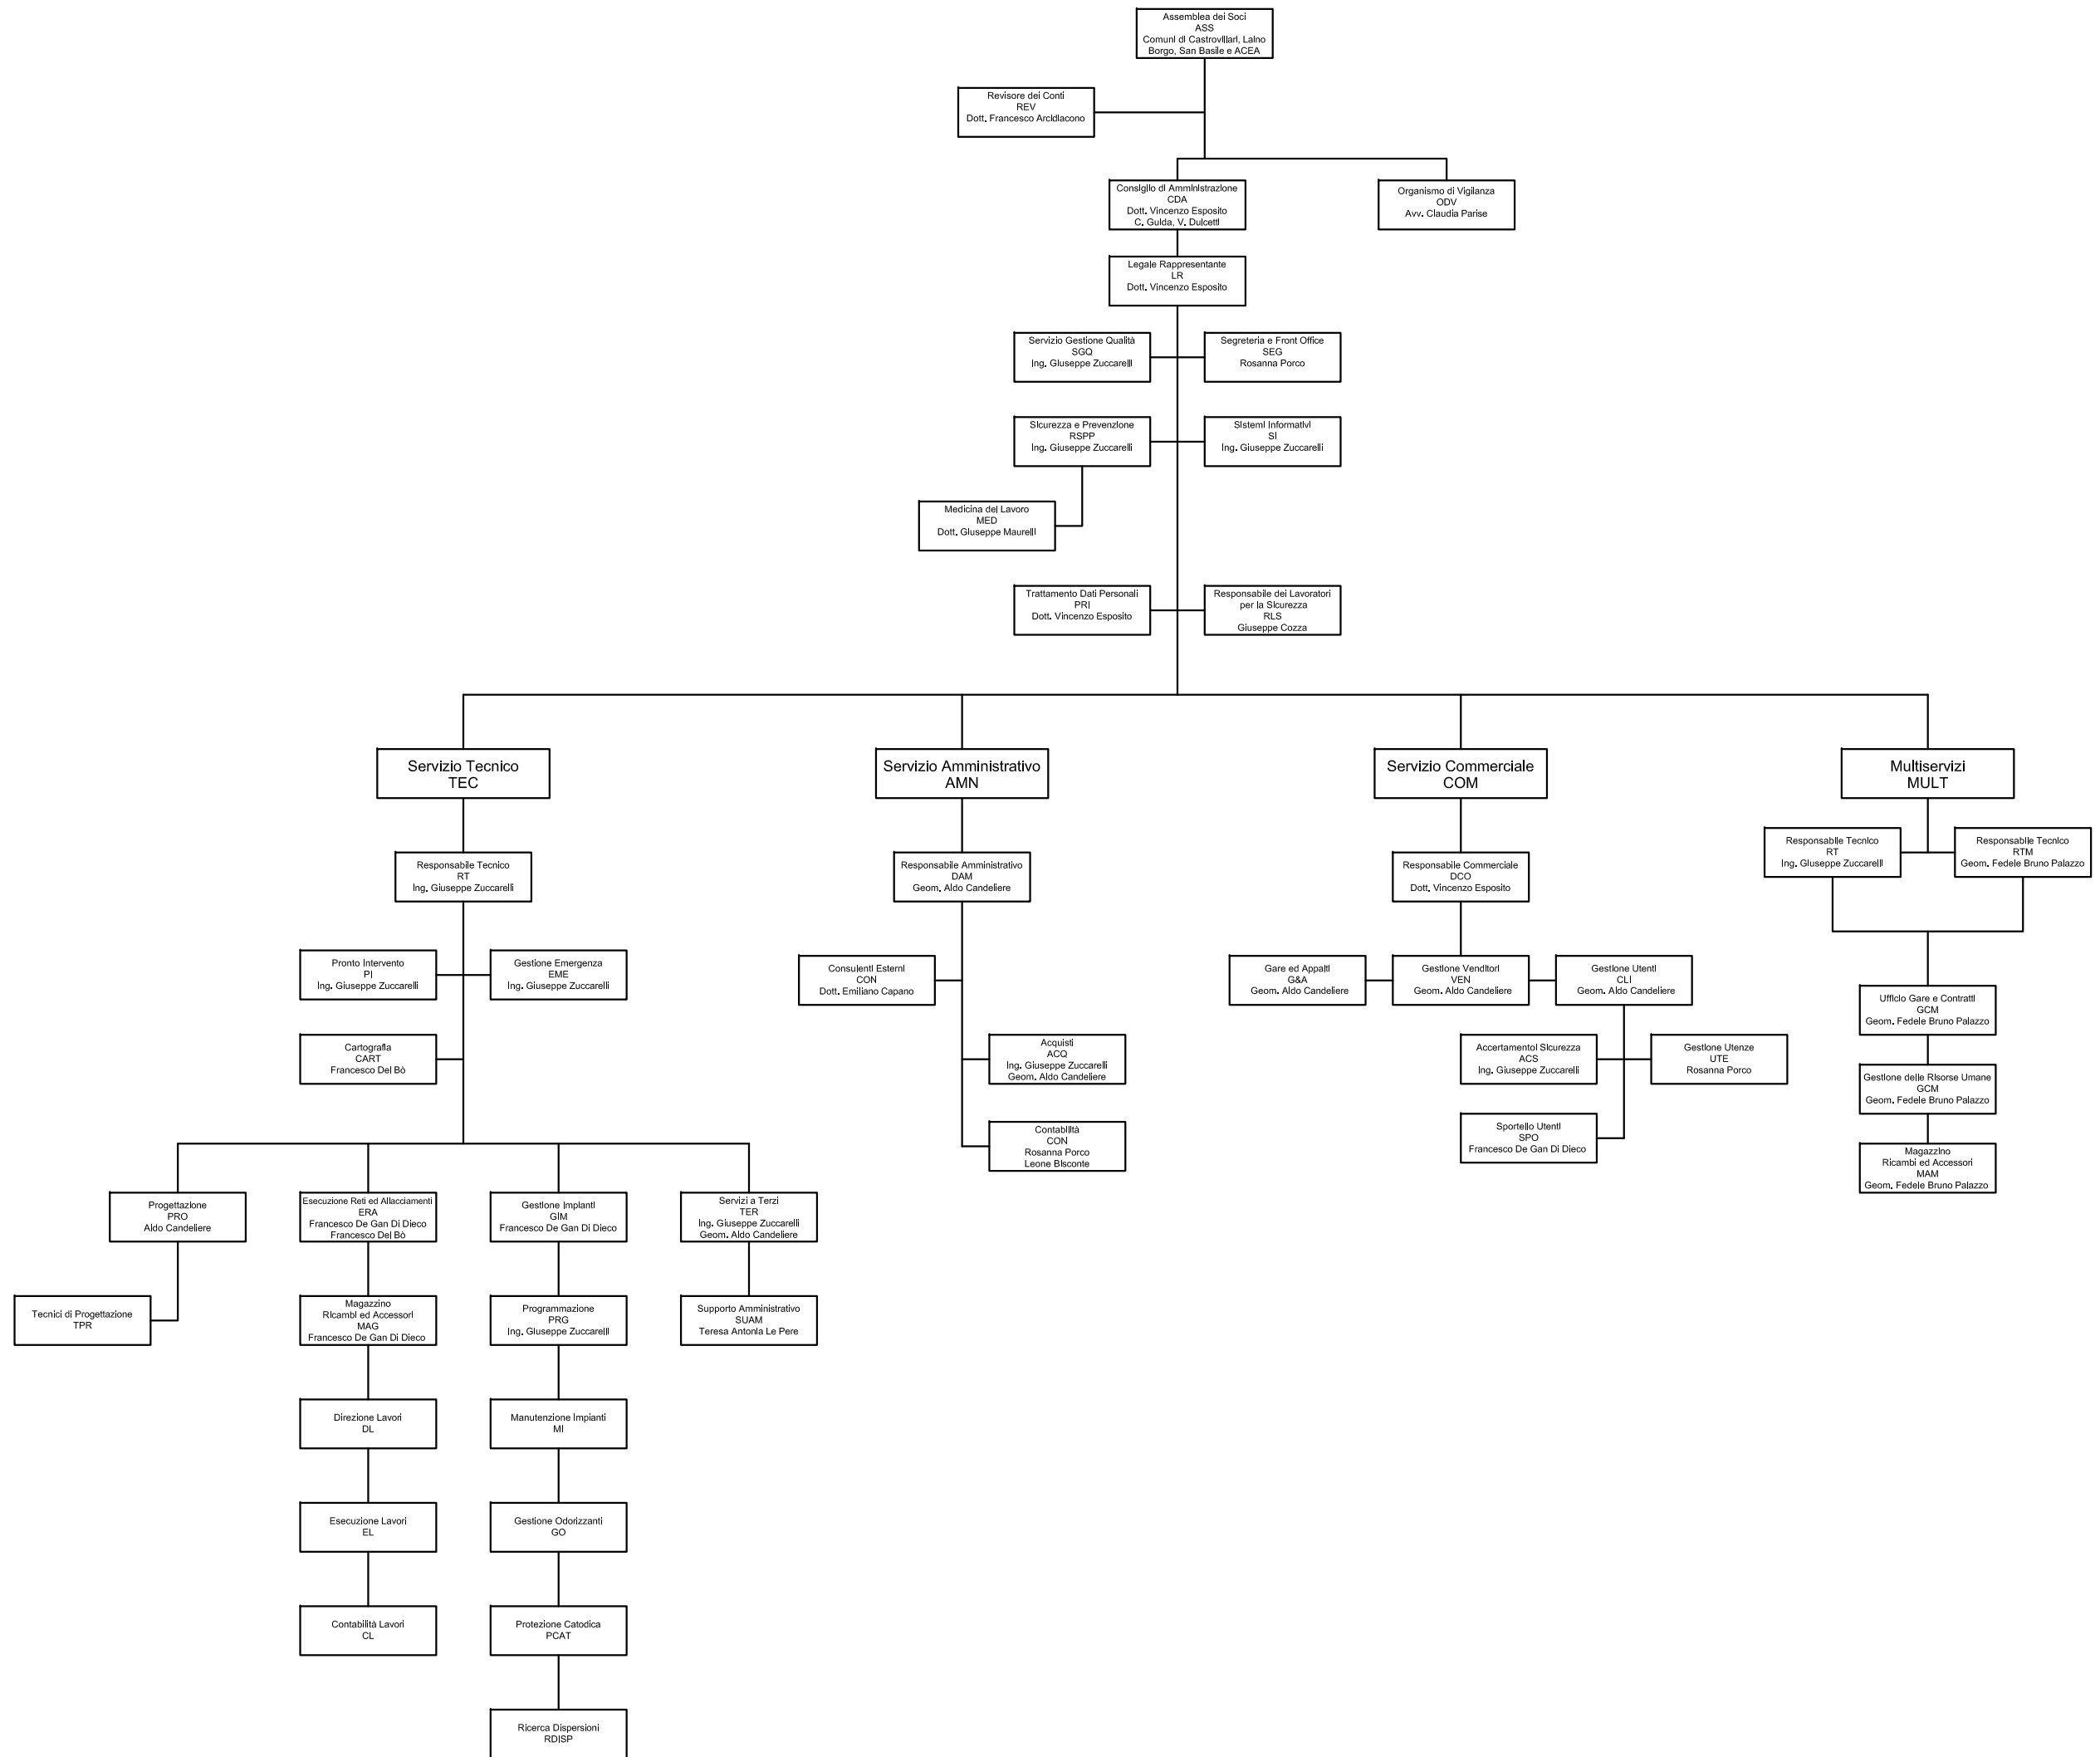 Assemblea dei Soci
ASS
Comuni di Castrovillari, Laino
Borgo, San Basile e ACEA
Revisore dei Conti
REV
Dott. Francesco Arcidiacono
Consiglio di Amministrazione
CDA
Dott. Vincenzo Esposito
C. Guida, V. Dulcetti
Organismo di Vigilanza
ODV
Avv. Claudia Parise
Legale Rappresentante
LR
Dott. Vincenzo Esposito
Servizio Gestione Qualità
SGQ
Ing. Giuseppe Zuccarelli
Segreteria e Front Office
SEG
Rosanna Porco
Sicurezza e Prevenzione
RSPP
Ing. Giuseppe Zuccarelli
Sistemi Informativi
SI
Ing. Giuseppe Zuccarelli
Medicina del Lavoro
MED
Dott. Giuseppe Maurelli
Trattamento Dati Personali
PRI
Dott. Vincenzo Esposito
Responsabile dei Lavoratori
per la Sicurezza
RLS
Giuseppe Cozza
Servizio Tecnico
TEC
Servizio Amministrativo
AMN
Servizio Commerciale
COM
Multiservizi
MULT
Responsabile Tecnico
RT
Ing. Giuseppe Zuccarelli
Responsabile Amministrativo
DAM
Geom. Aldo Candeliere
Responsabile Commerciale
DCO
Dott. Vincenzo Esposito
Responsabile Tecnico
RT
Ing. Giuseppe Zuccarelli
Responsabile Tecnico
RTM
Geom. Fedele Bruno Palazzo
Pronto Intervento
PI
Ing. Giuseppe Zuccarelli
Gestione Emergenza
EME
Ing. Giuseppe Zuccarelli
Consulenti Esterni
CON
Dott. Emiliano Capano
Gare ed Appalti
G&A
Geom. Aldo Candeliere
Gestione Venditori
VEN
Geom. Aldo Candeliere
Gestione Utenti
CLI
Geom. Aldo Candeliere
Ufficio Gare e Contratti
GCM
Geom. Fedele Bruno Palazzo
Cartografia
CART
Francesco Del Bò
Acquisti
ACQ
Ing. Giuseppe Zuccarelli
Geom. Aldo Candeliere
Accertamentoi Sicurezza
ACS
Ing. Giuseppe Zuccarelli
Gestione Utenze
UTE
Rosanna Porco
Gestione delle Risorse Umane
GCM
Geom. Fedele Bruno Palazzo
Contabilità
CON
Rosanna Porco
Leone Bisconte
Sportello Utenti
SPO
Francesco De Gan Di Dieco
Magazzino
Ricambi ed Accessori
MAM
Geom. Fedele Bruno Palazzo
Progettazione
PRO
Aldo Candeliere
Esecuzione Reti ed Allacciamenti
ERA
Francesco De Gan Di Dieco
Francesco Del Bò
Gestione Impianti
GIM
Francesco De Gan Di Dieco
Servizi a Terzi
TER
Ing. Giuseppe Zuccarelli
Geom. Aldo Candeliere
Tecnici di Progettazione
TPR
Magazzino
Ricambi ed Accessori
MAG
Francesco De Gan Di Dieco
Programmazione
PRG
Ing. Giuseppe Zuccarelli
Supporto Amministrativo
SUAM
Teresa Antonia Le Pere
Direzione Lavori
DL
Manutenzione Impianti
MI
Esecuzione Lavori
EL
Gestione Odorizzanti
GO
Contabilità Lavori
CL
Protezione Catodica
PCAT
Ricerca Dispersioni
RDISP